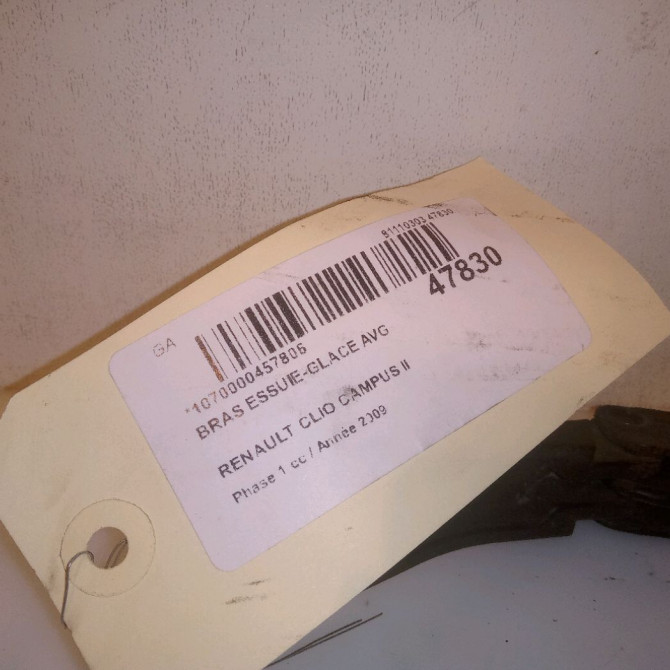 GA
81110303 47830
47830
*1070000457806
BRAS ESSUIE-GLACE AVG
RENAULT CLIO CAMPUS II
Phase 1 cc / Année 2009